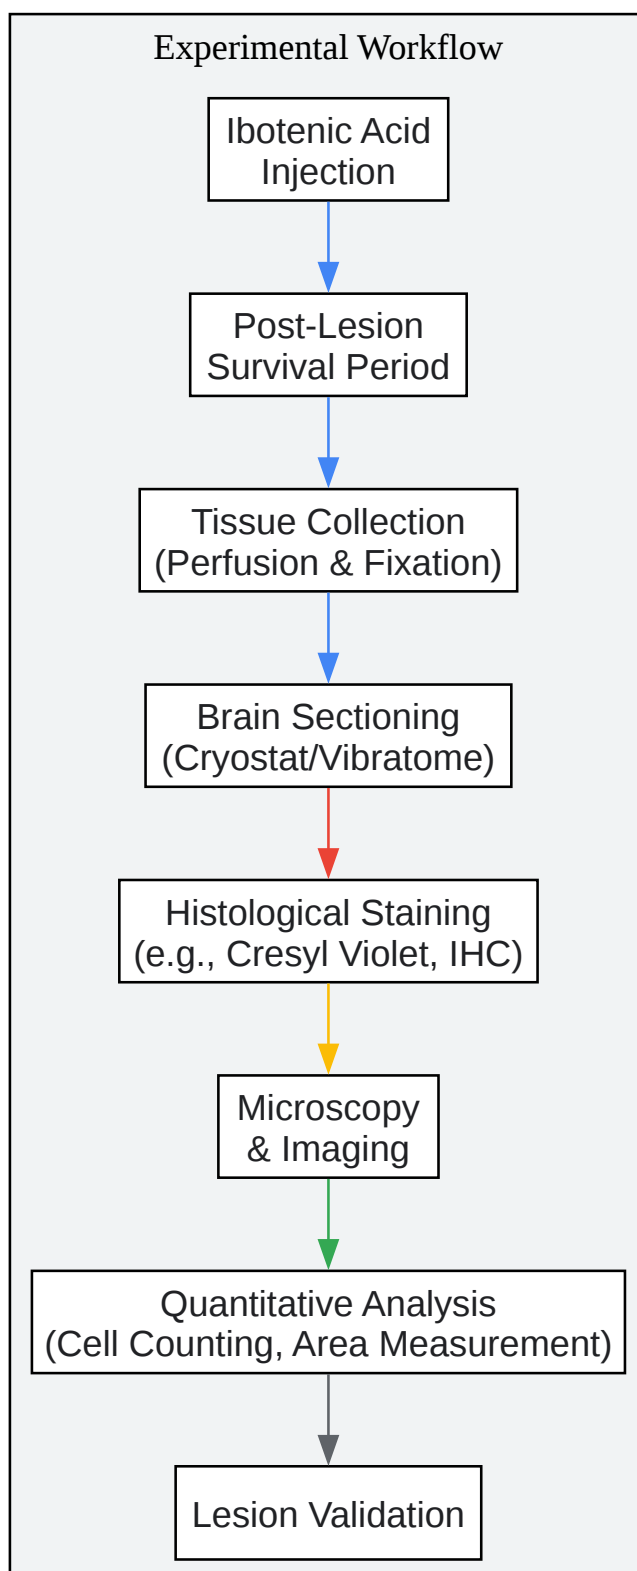 Experimental Workflow
Ibotenic Acid
Injection
Post-Lesion
Survival Period
Tissue Collection
(Perfusion & Fixation)
Brain Sectioning
(Cryostat/Vibratome)
Histological Staining
(e.g., Cresyl Violet, IHC)
Microscopy
& Imaging
Quantitative Analysis
(Cell Counting, Area Measurement)
Lesion Validation